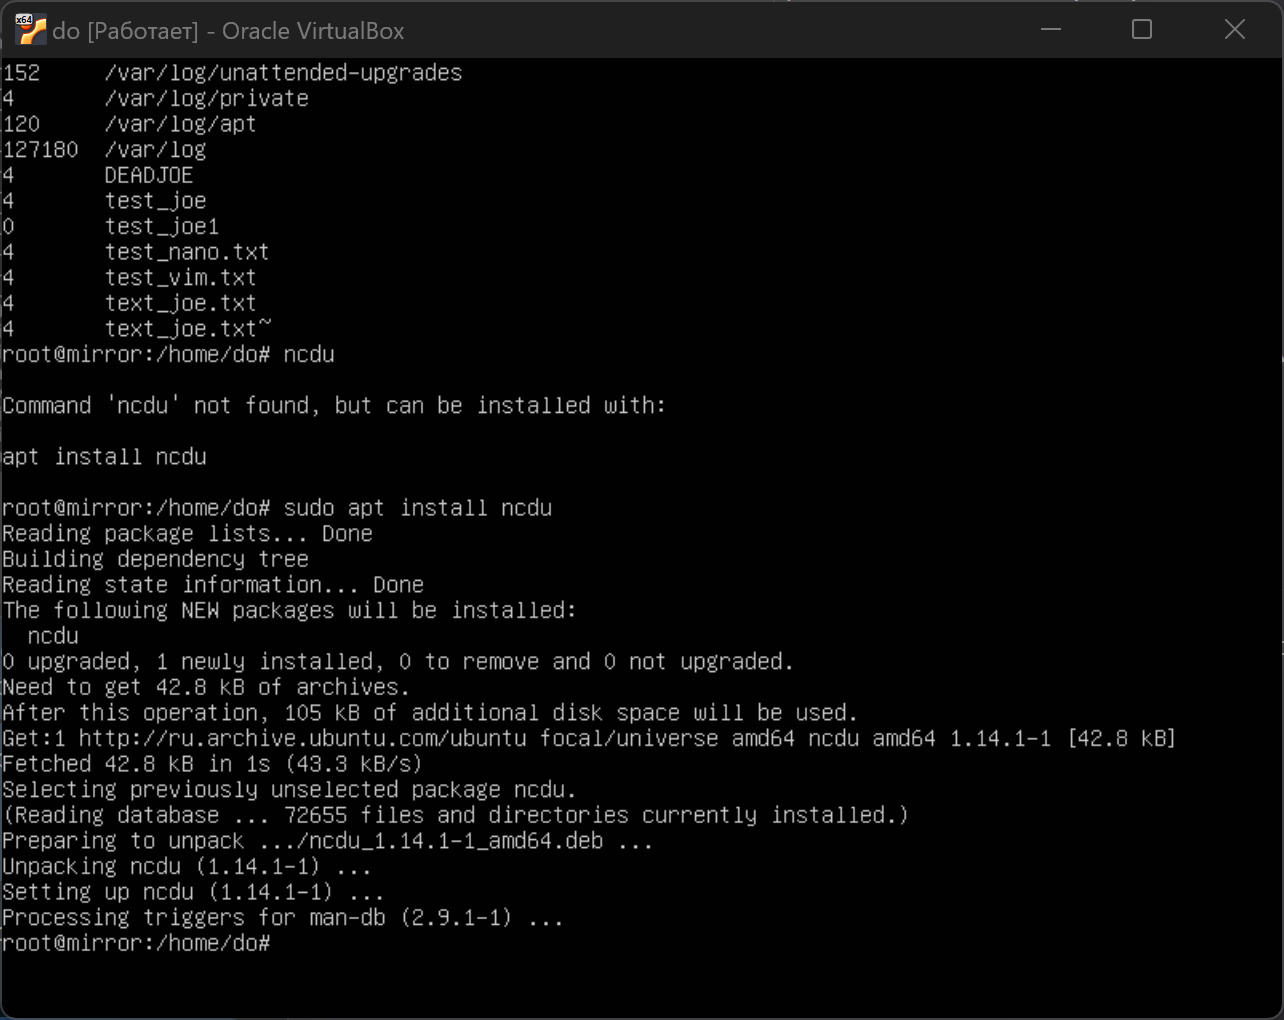 x64
do [Работает] - Oracle VirtualBox
152 /var/log/unattended-upgrades
4 /var/log/private
120 /var/log/apt
127180 /var/log
4 DEADJOE
4 test_joe
0 test_joe1
4 test_nano.txt
4 test_vim.txt
4 text_joe.txt
4 text_joe.txt~
root@mirror:/home/do# ncdu
Command 'ncdu' not found, but can be installed with:
apt install ncdu
root@mirror:/home/do# sudo apt install ncdu
Reading package lists... Done
Building dependency tree
Reading state information... Done
The following NEW packages will be installed:
ncdu
0 upgraded, 1 newly installed, 0 to remove and 0 not upgraded.
Need to get 42.8 kB of archives.
After this operation, 105 kB of additional disk space will be used.
Get:1 http://ru.archive.ubuntu.com/ubuntu focal/universe amd64 ncdu amd64 1.14.1-1 [42.8 kB]
Fetched 42.8 kB in 1s (43.3 kB/s)
Selecting previously unselected package ncdu.
(Reading database ... 72655 files and directories currently installed.)
Preparing to unpack .../ncdu_1.14.1-1_amd64.deb ...
Unpacking ncdu (1.14.1-1) ...
Setting up ncdu (1.14.1-1) ...
Processing triggers for man-db (2.9.1-1) ...
root@mirror:/home/do#